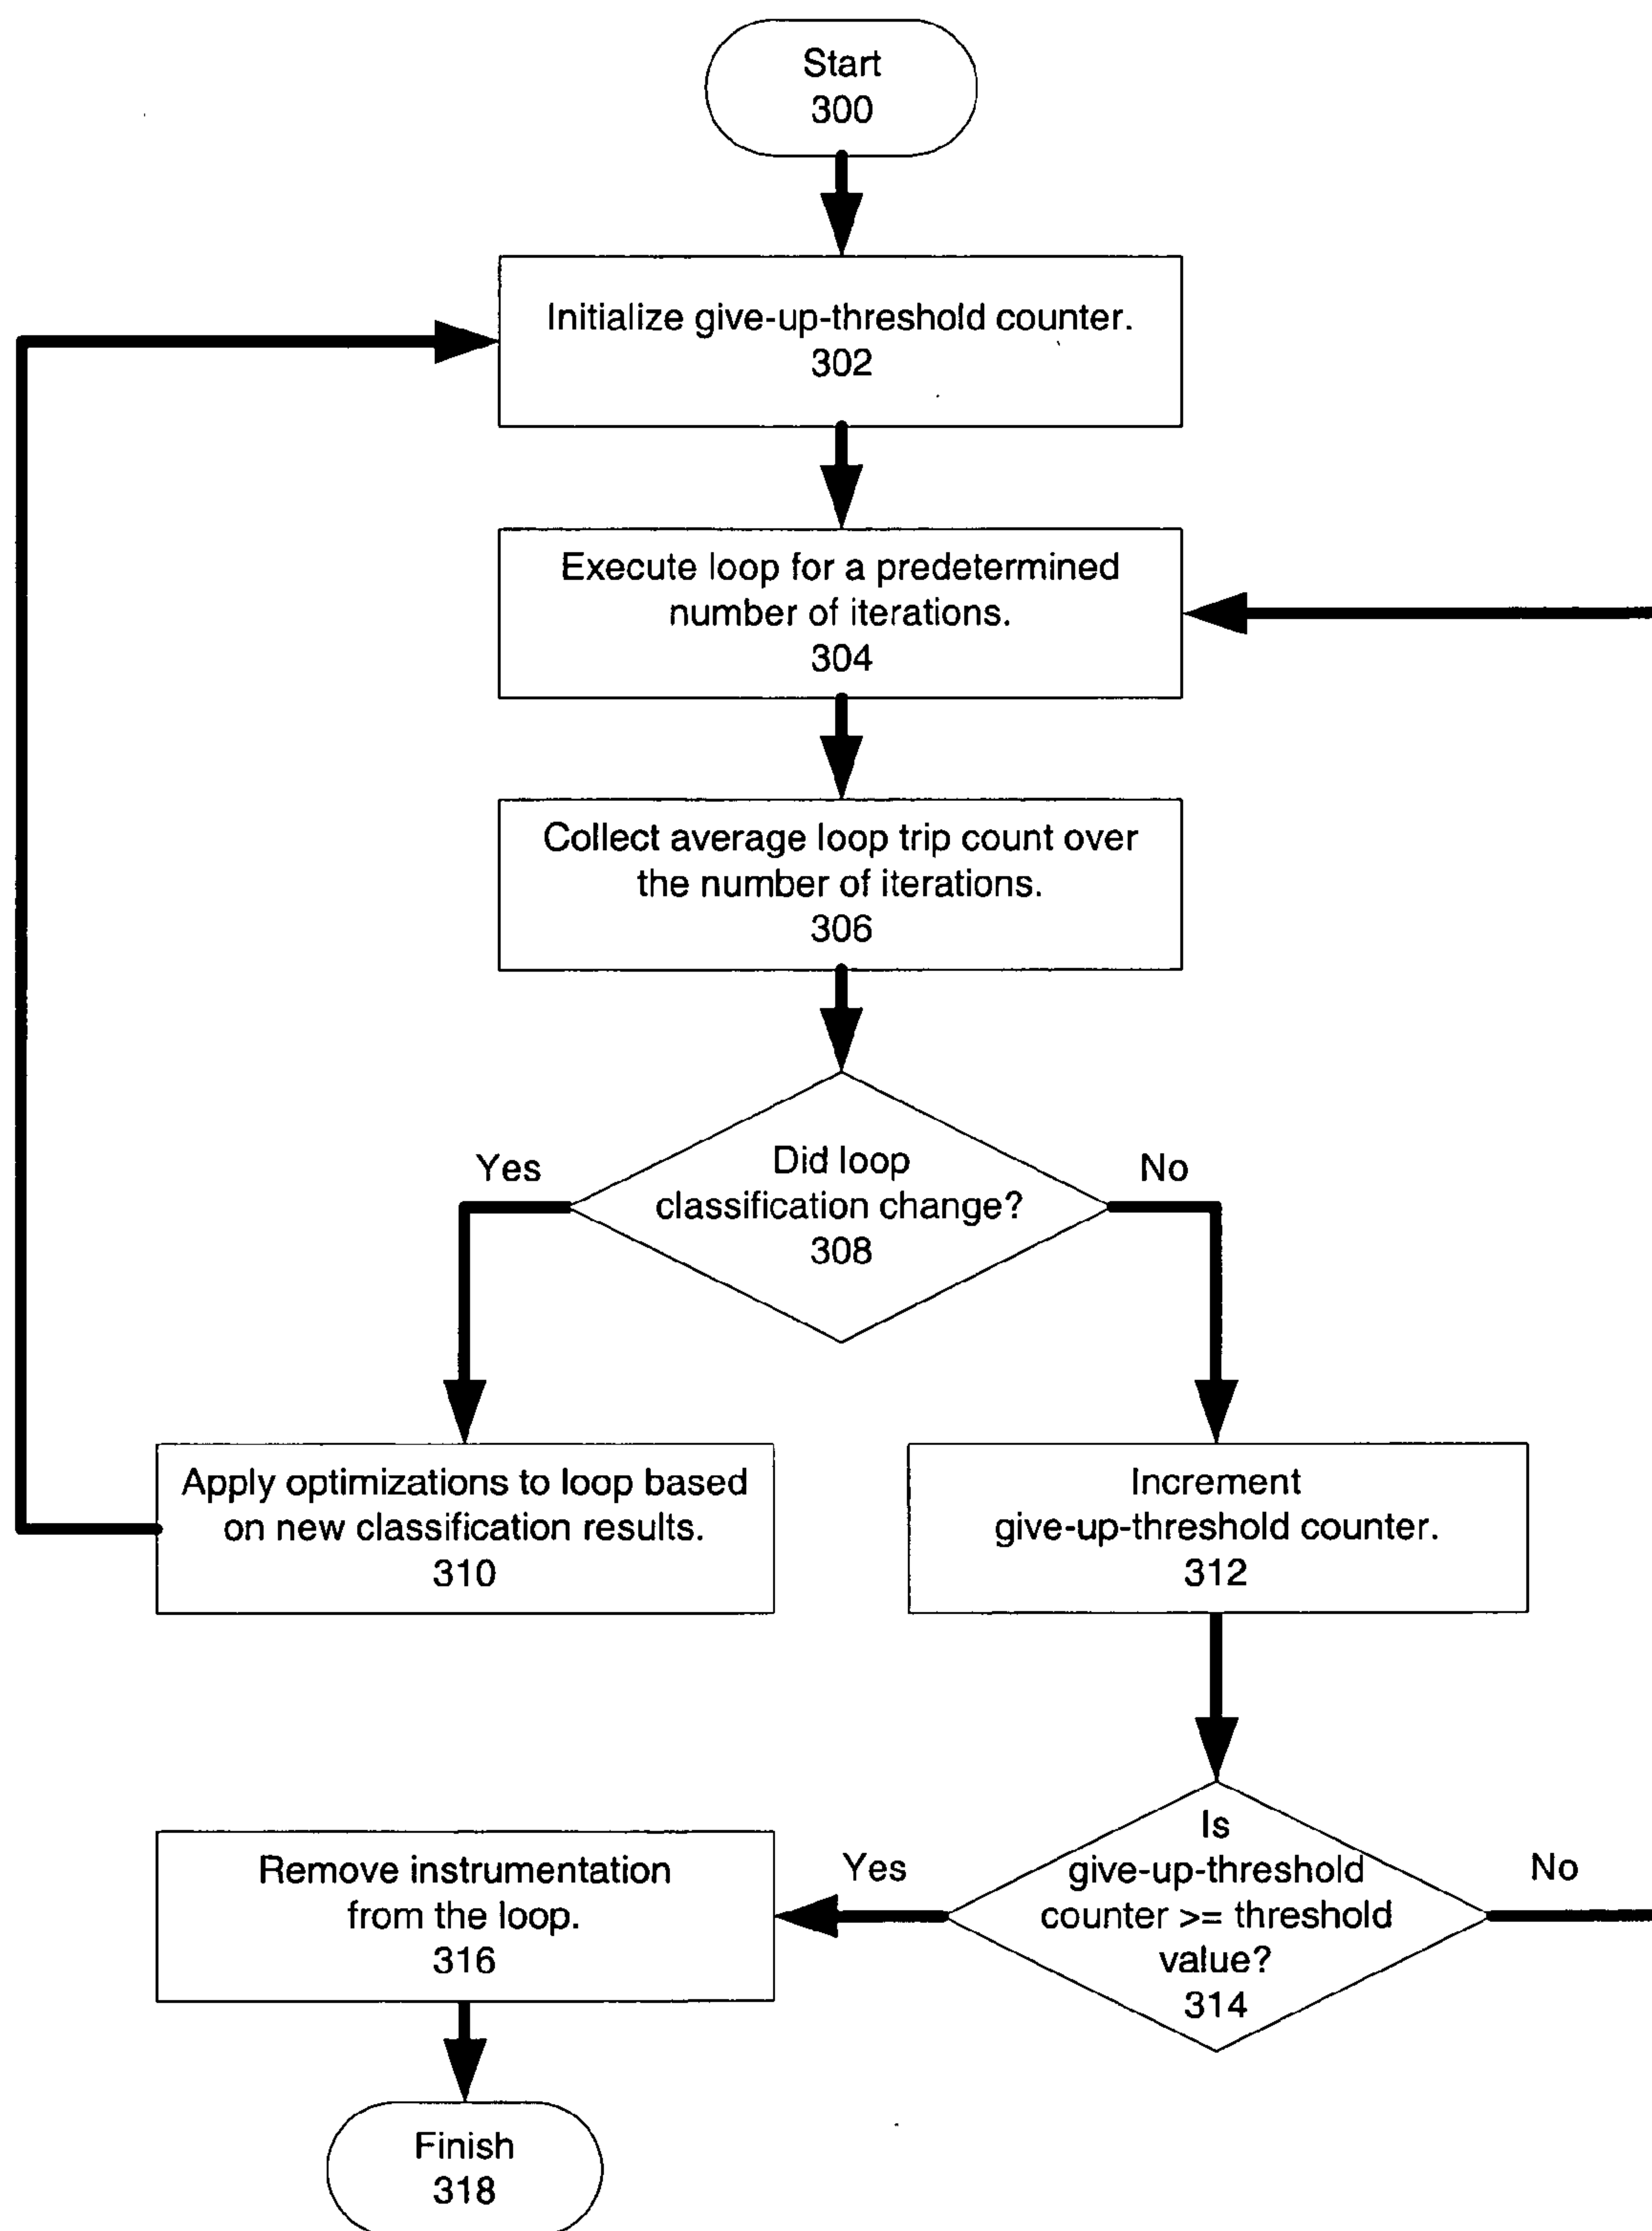 Start
300
Initialize give-up-threshold counter.
302
Execute loop for a predetermined
number of iterations.
304
Collect average loop trip count over
the number of iterations.
306
Did loop
classification change?
308
Yes
No
Apply optimizations to loop based
on new classification results.
310
Increment
give-up-threshold counter.
312
Is
give-up-threshold
counter >= threshold
value?
314
Yes
No
Remove instrumentation
from the loop.
316
Finish
318